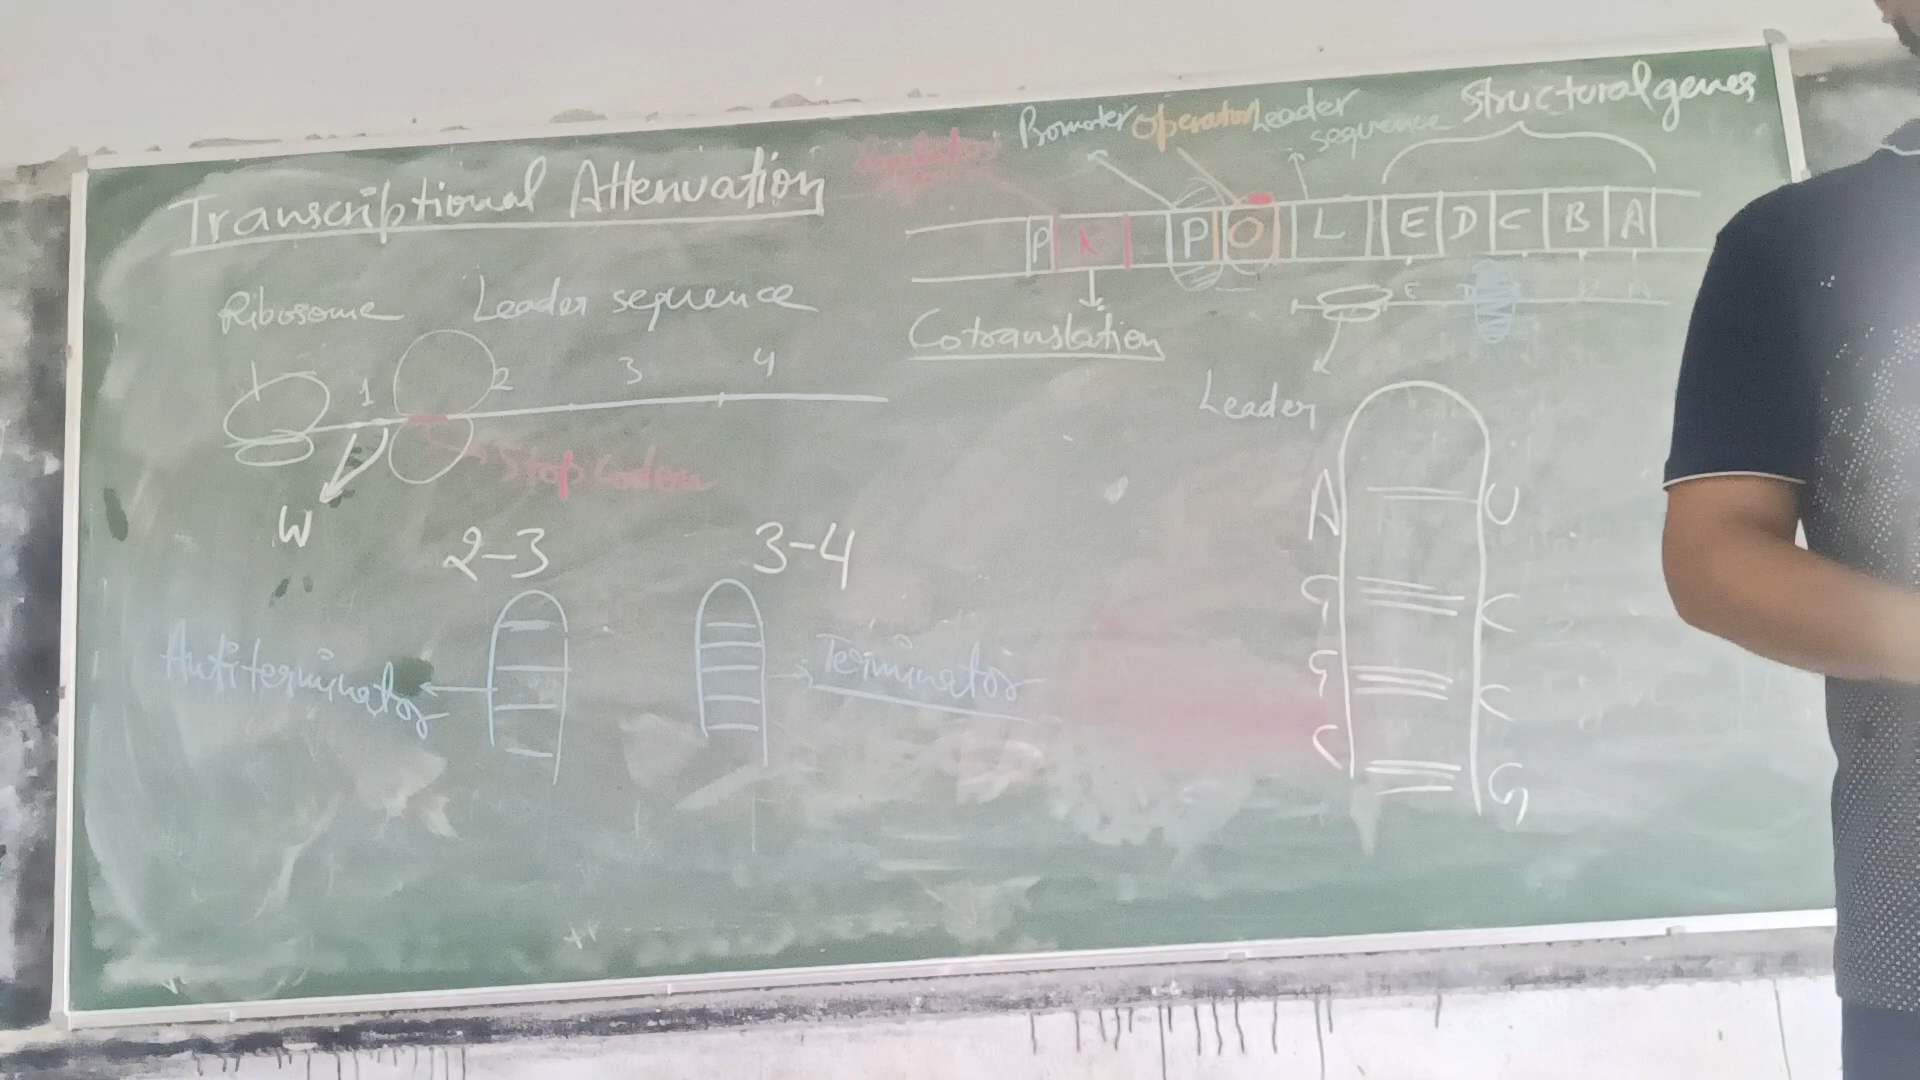 Transcriptional Attenuation
Ribosome Leader sequence
1 2 3 4
Stop Codon
W
2-3 3-4
Antiterminator
Terminator
Promoter Operator Leader sequence Structural genes
P P O L E D C B A
Cotranslation
Leader
A U
G C
G C
C G